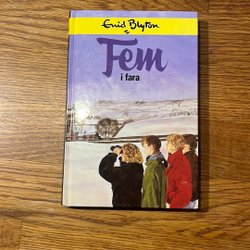 Enid Blyton
Fem
i fara